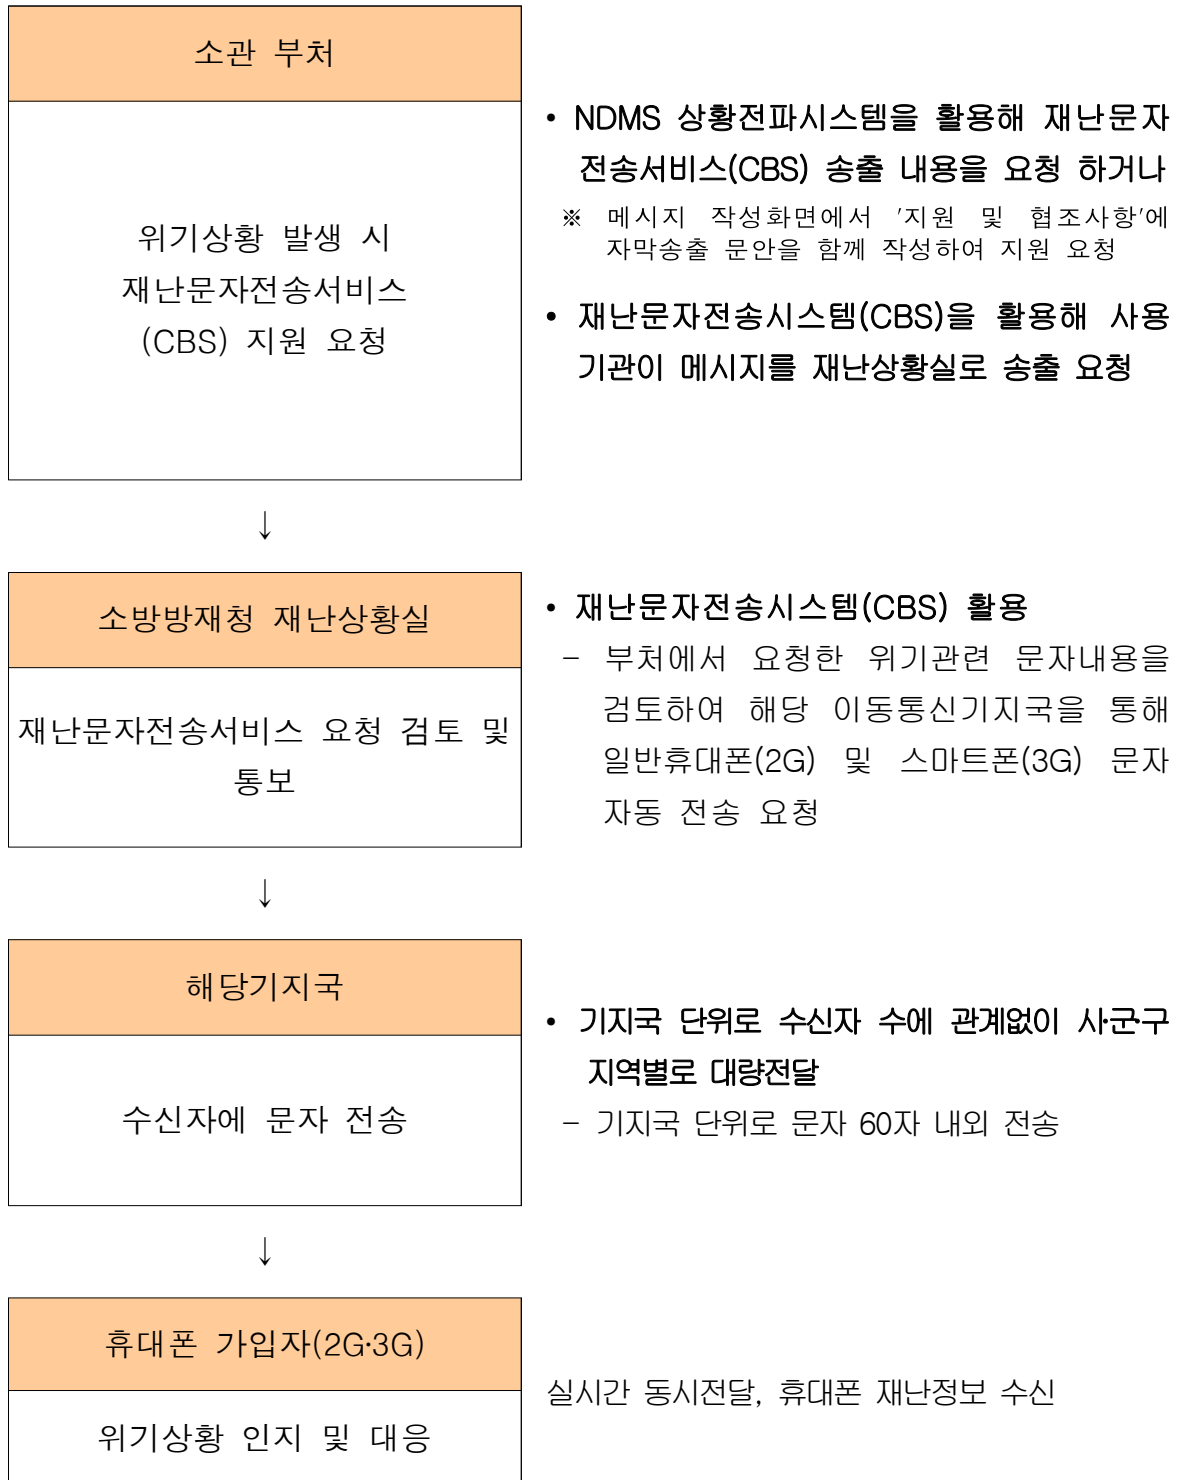 소관 부처
위기상황 발생 시
재난문자전송서비스
(CBS) 지원 요청
• NDMS 상황전파시스템을 활용해 재난문자
전송서비스(CBS) 송출 내용을 요청 하거나
※ 메시지 작성화면에서 '지원 및 협조사항'에
자막송출 문안을 함께 작성하여 지원 요청
• 재난문자전송시스템(CBS)을 활용해 사용
기관이 메시지를 재난상황실로 송출 요청
↓
소방방재청 재난상황실
재난문자전송서비스 요청 검토 및
통보
• 재난문자전송시스템(CBS) 활용
- 부처에서 요청한 위기관련 문자내용을
검토하여 해당 이동통신기지국을 통해
일반휴대폰(2G) 및 스마트폰(3G) 문자
자동 전송 요청
↓
해당기지국
수신자에 문자 전송
• 기지국 단위로 수신자 수에 관계없이 시·군·구
지역별로 대량전달
- 기지국 단위로 문자 60자 내외 전송
↓
휴대폰 가입자(2G·3G)
위기상황 인지 및 대응
실시간 동시전달, 휴대폰 재난정보 수신